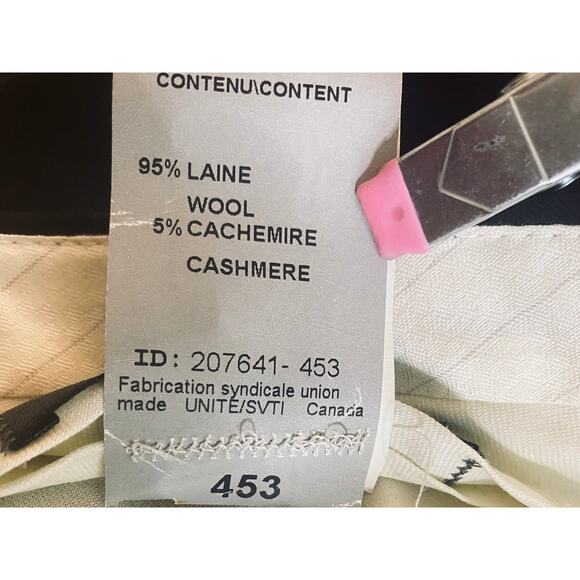 CONTENU\CONTENT
95% LAINE
WOOL
5% CACHEMIRE
CASHMERE
ID: 207641- 453
Fabrication syndicale union
made UNITE/SVTI Canada
453